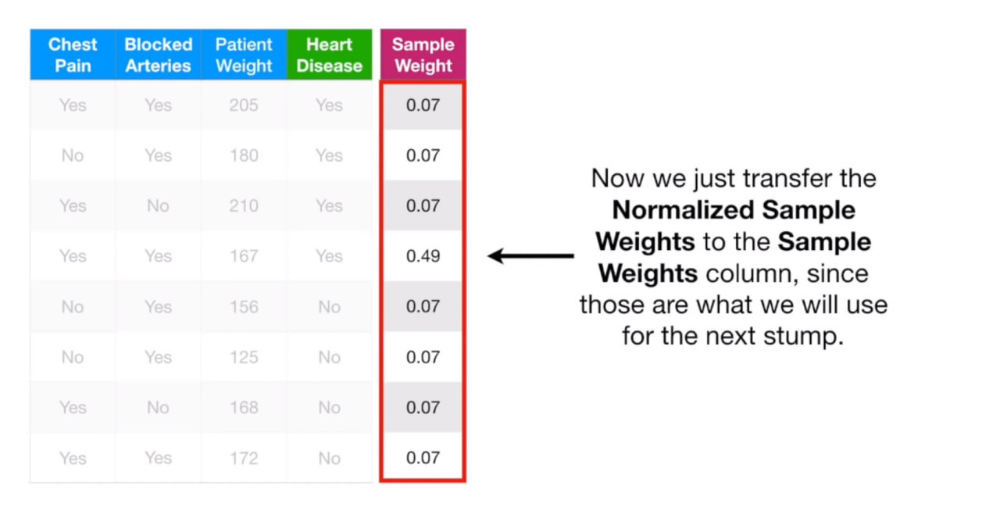 Chest Pain Blocked Arteries Patient Weight Heart Disease Sample Weight
Yes Yes 205 Yes 0.07
No Yes 180 Yes 0.07
Yes No 210 Yes 0.07
Yes Yes 167 Yes 0.49
No Yes 156 No 0.07
No Yes 125 No 0.07
Yes No 168 No 0.07
Yes Yes 172 No 0.07
Now we just transfer the
Normalized Sample
Weights to the Sample
Weights column, since
those are what we will use
for the next stump.